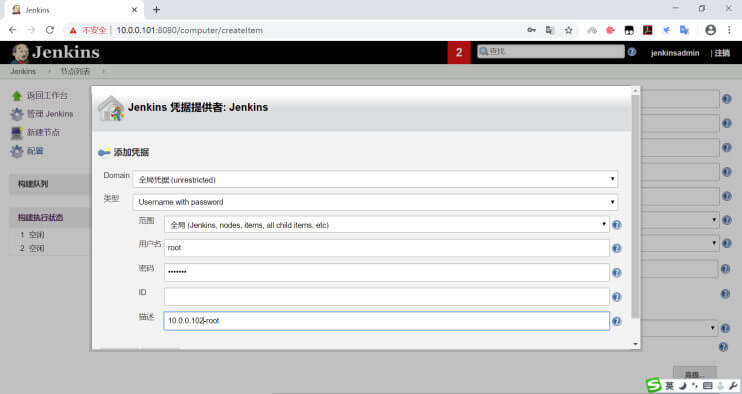 Jenkins
不安全 | 10.0.0.101:6080/computer/createItem
Jenkins
2
查找
jenkinsadmin
| 注销
Jenkins
节点列表
返回工作台
管理 Jenkins
新建节点
配置
构建队列
构建执行状态
1 空闲
2 空闲
Jenkins 凭据提供者: Jenkins
添加凭据
Domain
全局凭据 (unrestricted)
类型
Username with password
范围
全局 (Jenkins, nodes, items, all child items, etc)
用户名
root
密码
•••••••
ID
描述
10.0.0.102-root
高级...
英